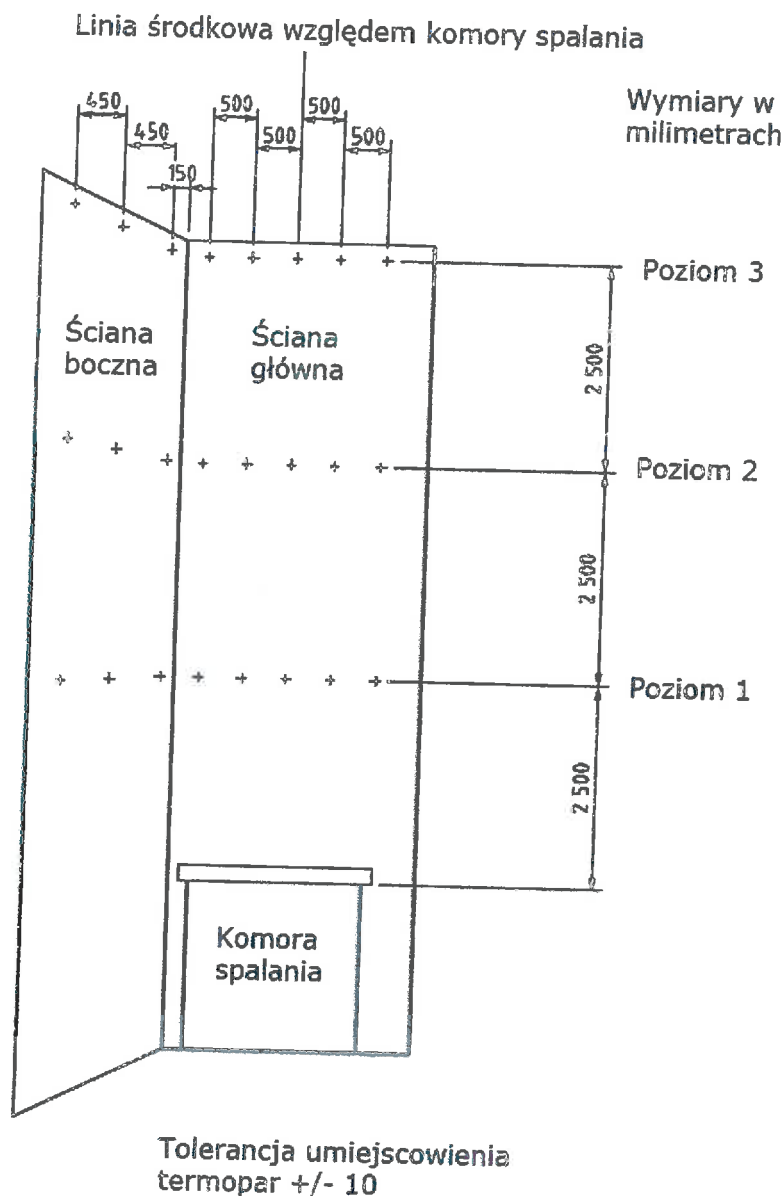 Linia środkowa względem komory spalania
Wymiary w
milimetrach
450
450
150
500
500
500
500
Poziom 3
Ściana
boczna
Ściana
główna
2 500
Poziom 2
2 500
Poziom 1
2 500
Komora
spalania
Tolerancja umiejscowienia
termopar +/- 10